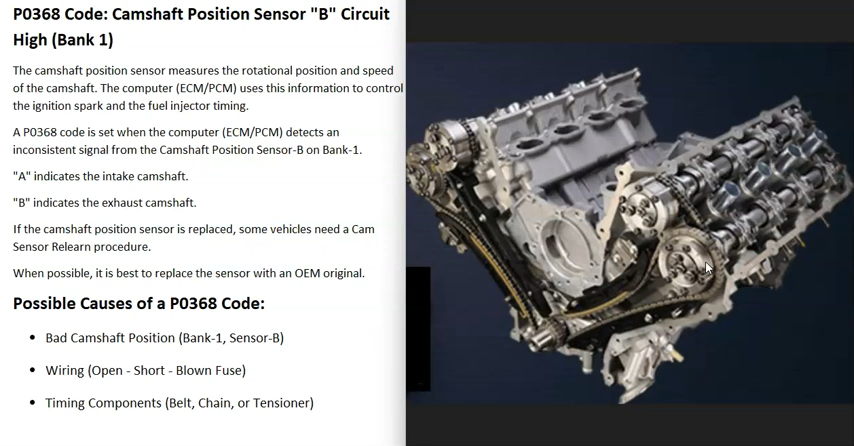 P0368 Code: Camshaft Position Sensor "B" Circuit
High (Bank 1)
The camshaft position sensor measures the rotational position and speed
of the camshaft. The computer (ECM/PCM) uses this information to control
the ignition spark and the fuel injector timing.
A P0368 code is set when the computer (ECM/PCM) detects an
inconsistent signal from the Camshaft Position Sensor-B on Bank-1.
"A" indicates the intake camshaft.
"B" indicates the exhaust camshaft.
If the camshaft position sensor is replaced, some vehicles need a Cam
Sensor Relearn procedure.
When possible, it is best to replace the sensor with an OEM original.
Possible Causes of a P0368 Code:
• Bad Camshaft Position (Bank-1, Sensor-B)
• Wiring (Open - Short - Blown Fuse)
• Timing Components (Belt, Chain, or Tensioner)